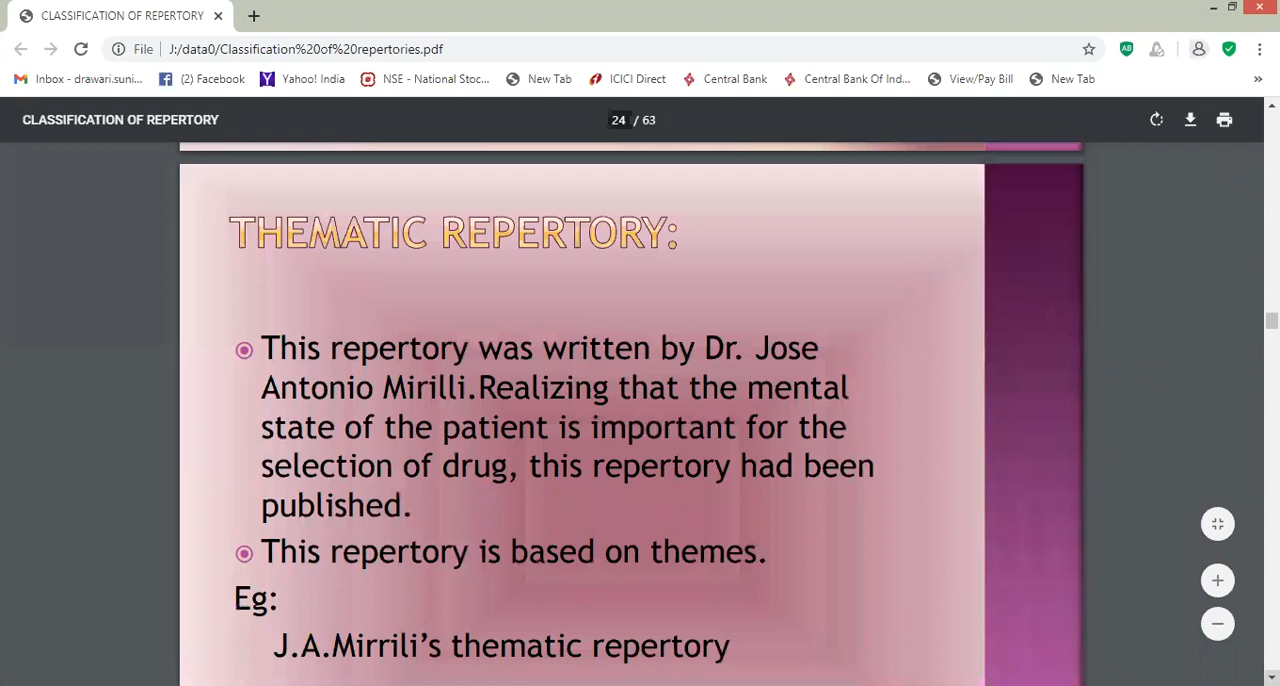 CLASSIFICATION OF REPERTORY
File J:/data0/Classification%20of%20repertories.pdf AB
Inbox - drawari.suni... (2) Facebook Yahoo! India NSE - National Stoc... New Tab ICICI Direct Central Bank Central Bank Of Ind... View/Pay Bill New Tab »
CLASSIFICATION OF REPERTORY 24 / 63
THEMATIC REPERTORY:
This repertory was written by Dr. Jose
Antonio Mirilli.Realizing that the mental
state of the patient is important for the
selection of drug, this repertory had been
published.
This repertory is based on themes.
Eg:
J.A.Mirrili’s thematic repertory